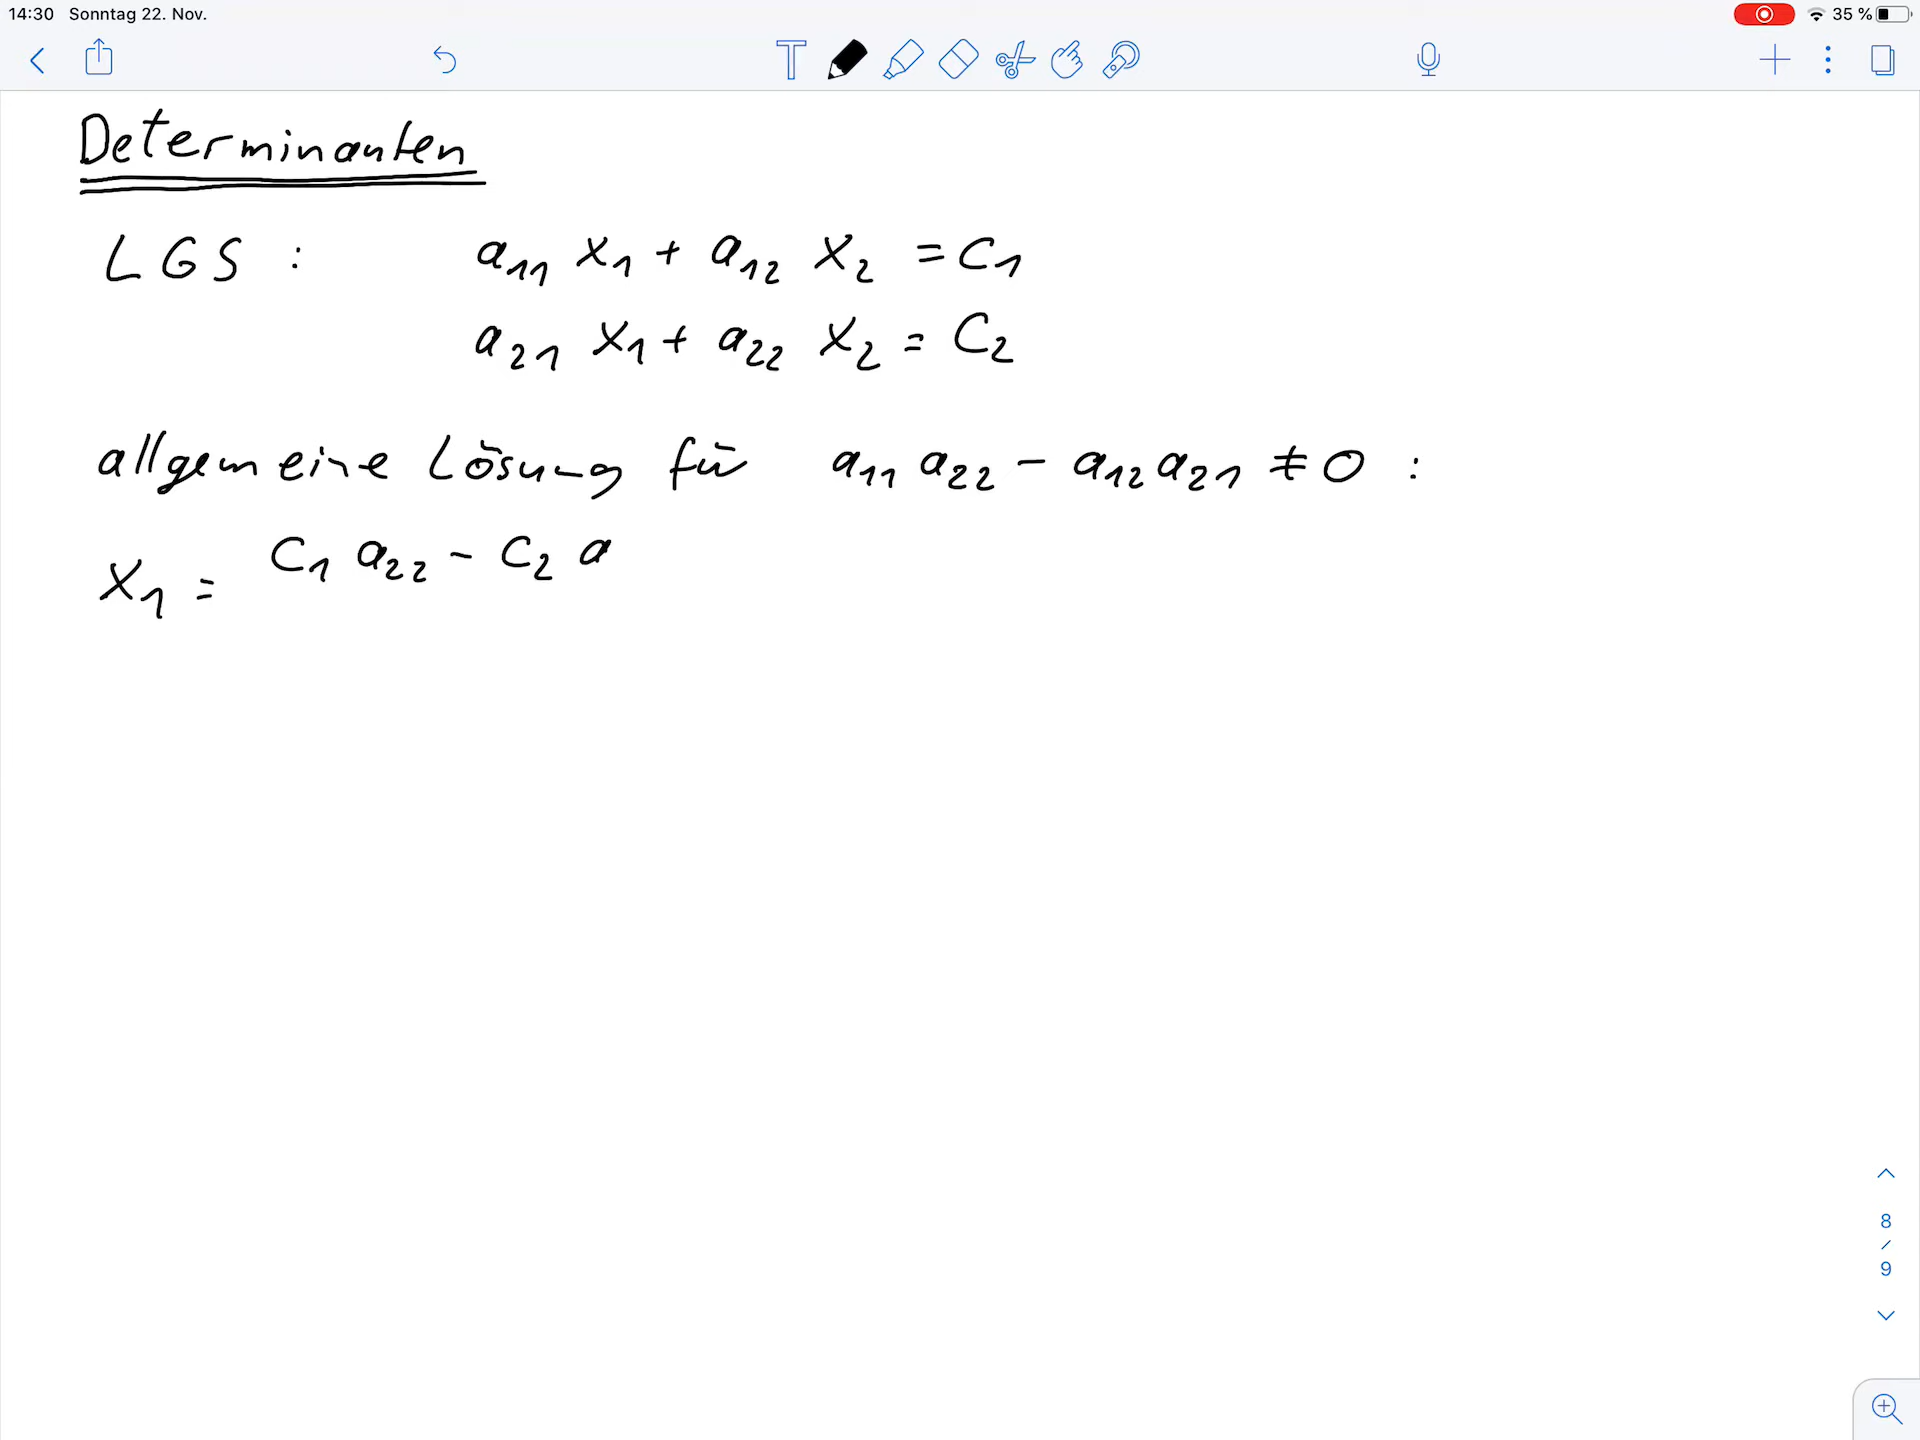 14:30 Sonntag 22. Nov. 35 %
T
Determinanten
LGS : a₁₁ x₁ + a₁₂ x₂ = c₁
a₂₁ x₁ + a₂₂ x₂ = c₂
allgemeine Lösung für a₁₁ a₂₂ - a₁₂ a₂₁ ≠ 0 :
x₁ = c₁ a₂₂ - c₂ a
8
/
9